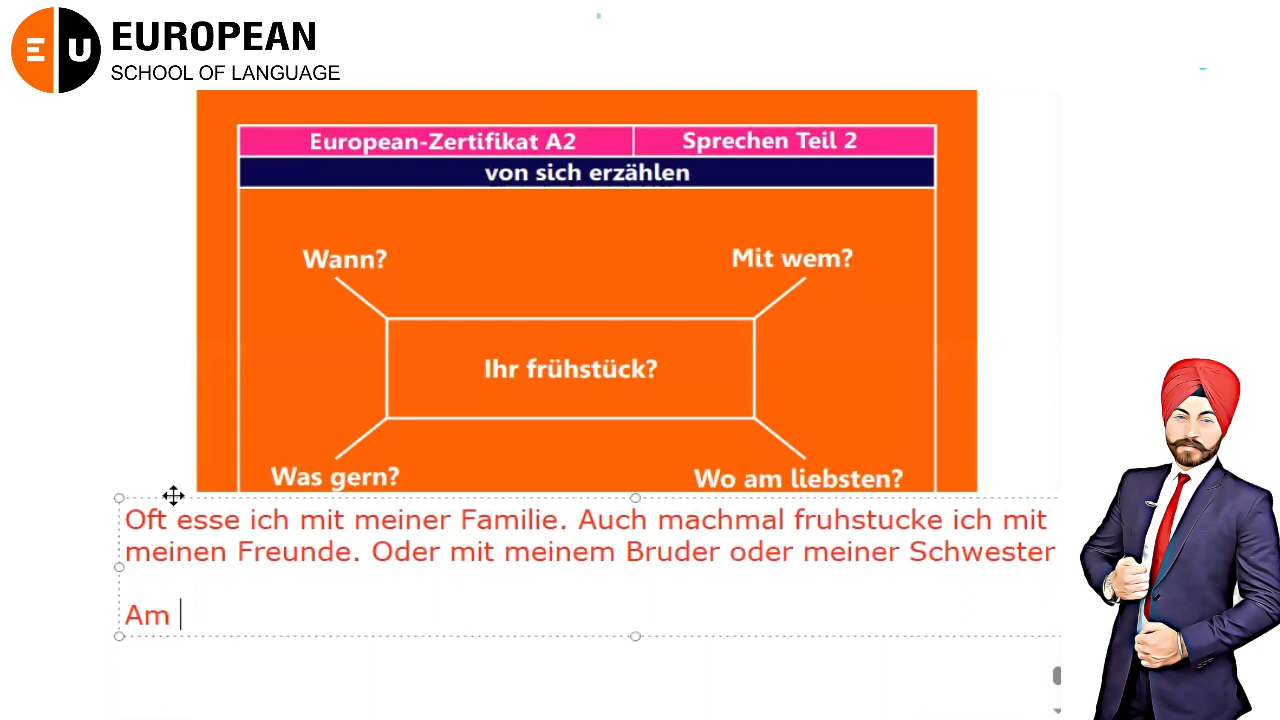 EU EUROPEAN
SCHOOL OF LANGUAGE
European-Zertifikat A2 Sprechen Teil 2
von sich erzählen
Wann? Mit wem?
Ihr frühstück?
Was gern? Wo am liebsten?
Oft esse ich mit meiner Familie. Auch machmal fruhstucke ich mit
meinen Freunde. Oder mit meinem Bruder oder meiner Schwester
Am